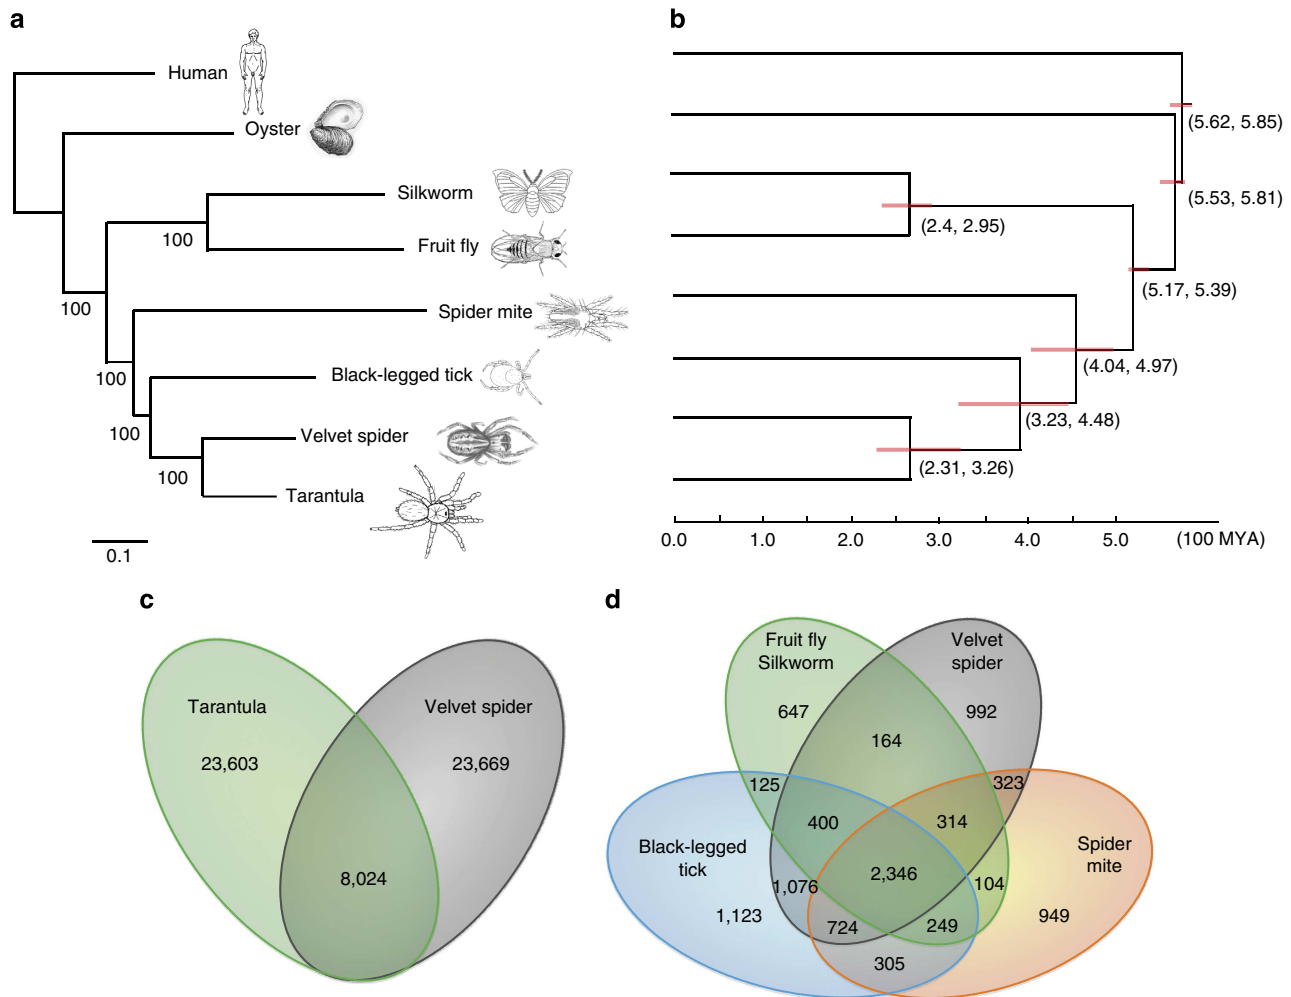 a
Human
Oyster
Silkworm
100
Fruit fly
100
Spider mite
100
Black-legged tick
100
Velvet spider
100
Tarantula
0.1
b
(5.62, 5.85)
(5.53, 5.81)
(2.4, 2.95)
(5.17, 5.39)
(4.04, 4.97)
(3.23, 4.48)
(2.31, 3.26)
0.0 1.0 2.0 3.0 4.0 5.0 (100 MYA)
c
Tarantula
Velvet spider
23,603
23,669
8,024
d
Fruit fly
Silkworm
Velvet
spider
647
992
164
125
323
400
314
Black-legged
tick
Spider
mite
2,346
1,076
104
1,123
949
724
249
305